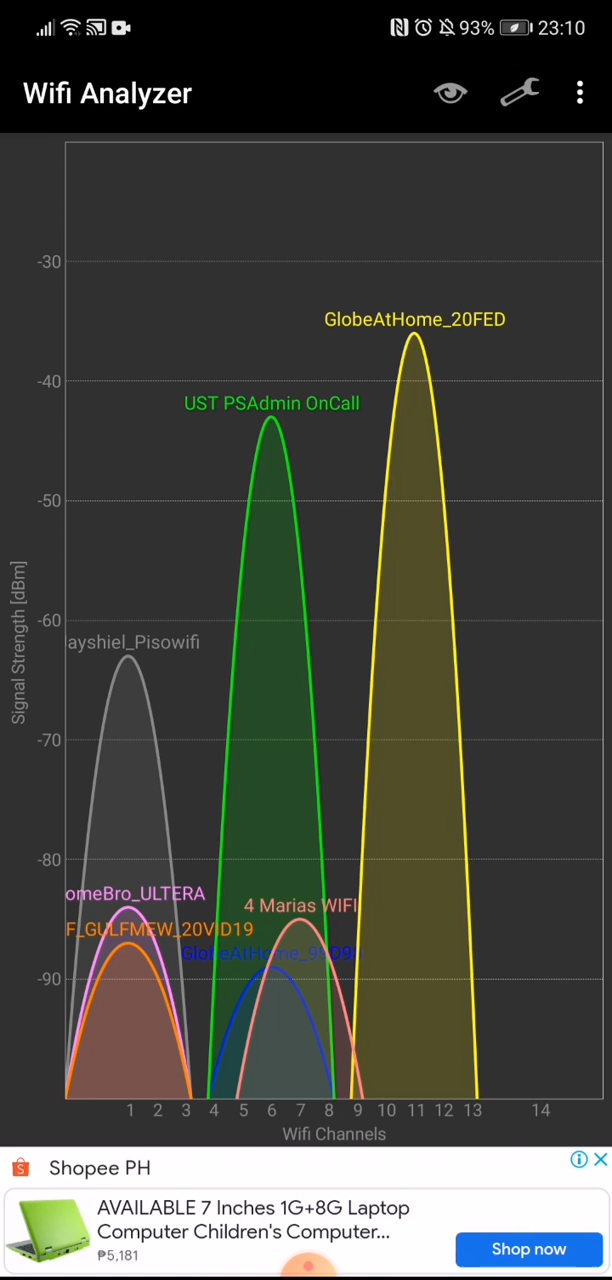 93% 23:10
Wifi Analyzer
-30
GlobeAtHome_20FED
-40
UST PSAdmin OnCall
-50
Signal Strength [dBm]
-60
ayshiel_Pisowifi
-70
-80
omeBro_ULTERA
4 Marias WIFI
F_GULFMEW_20VID19
-90
1 2 3 4 5 6 7 8 9 10 11 12 13 14
Wifi Channels
Shopee PH
AVAILABLE 7 Inches 1G+8G Laptop
Computer Children's Computer...
₱5,181
Shop now